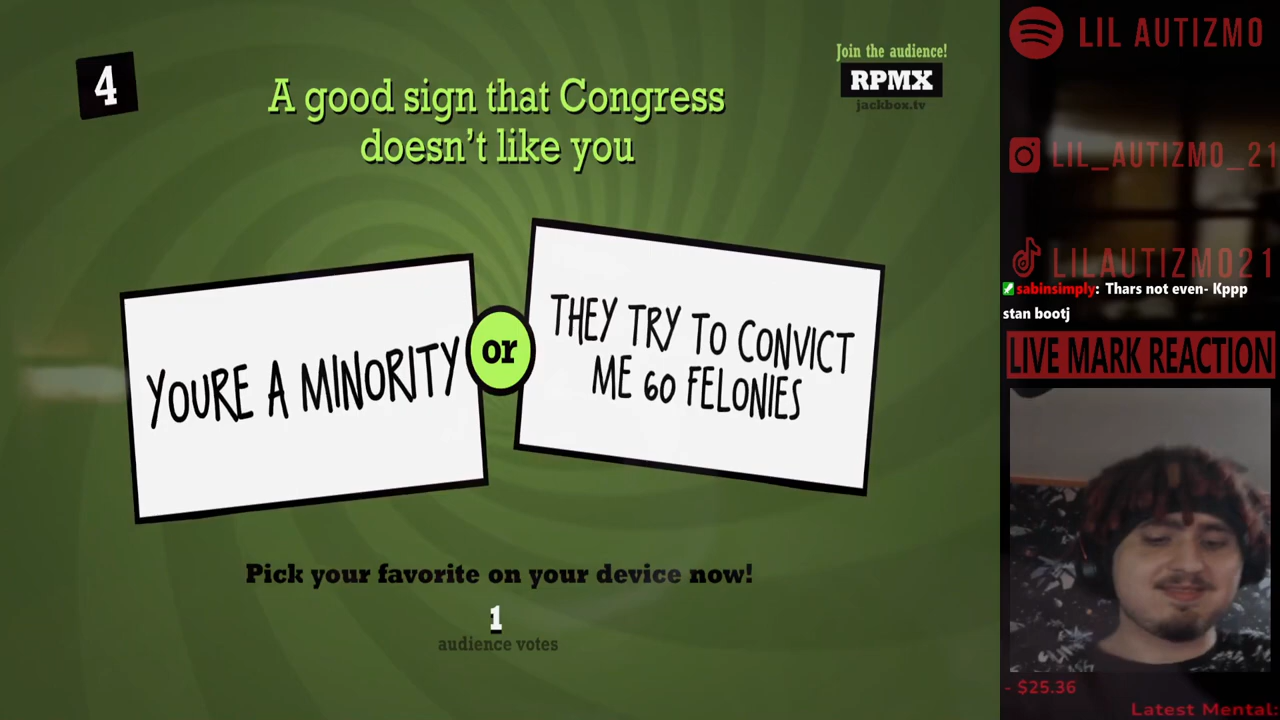 4
A good sign that Congress
doesn't like you
Join the audience!
RPMX
jackbox.tv
YOURE A MINORITY
or
THEY TRY TO CONVICT
ME 60 FELONIES
Pick your favorite on your device now!
1
audience votes
LIL AUTIZMO
LIL_AUTIZMO_21
LILAUTIZMO21
sabinsimply: Thars not even- Kppp
stan bootj
LIVE MARK REACTION
- $25.36
Latest Mental: